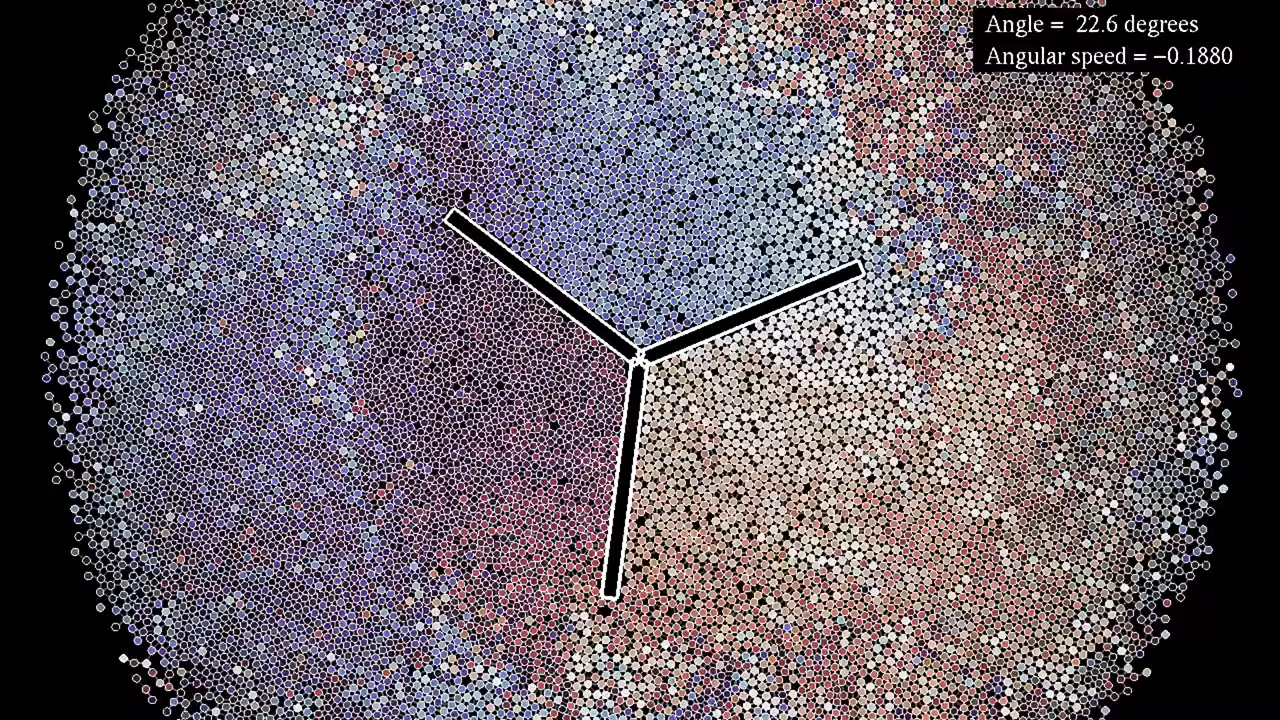 Angle = 22.6 degrees
Angular speed = −0.1880